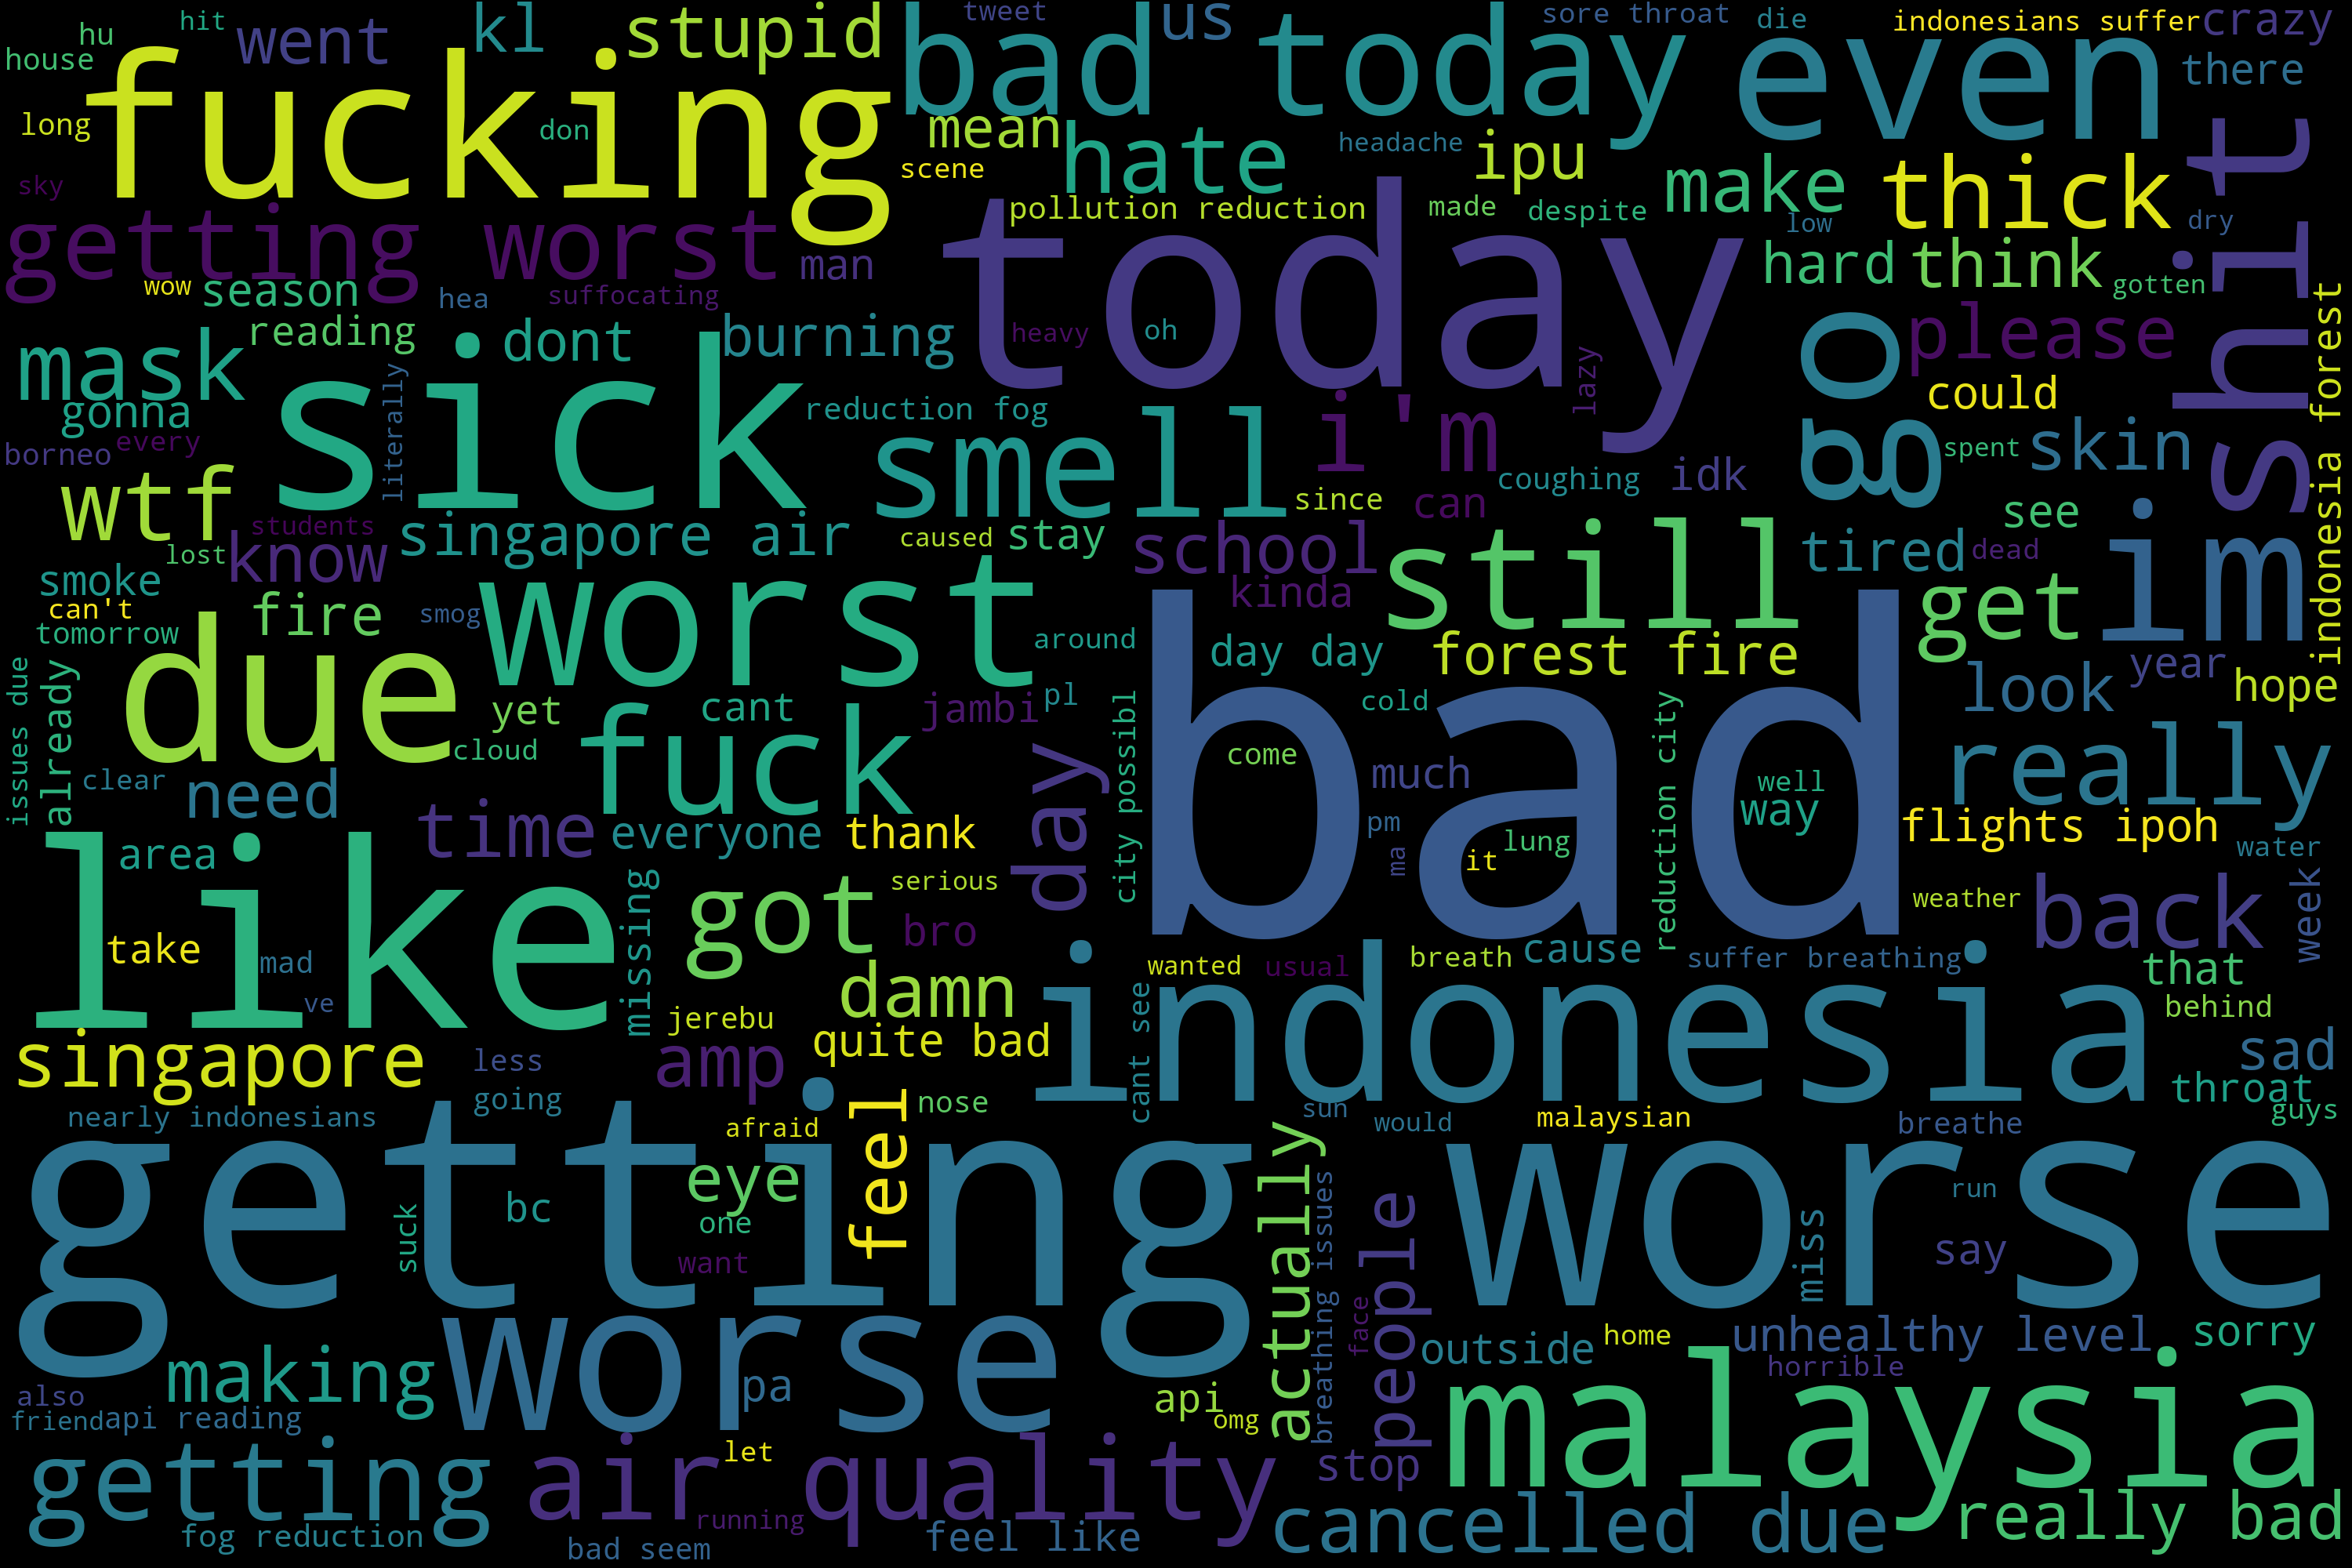 hu
hit
went
kl
stupid
tweet
us
sore throat
die
indonesians suffer
crazy
house
fucking
bad today
even
there
long
don
mean
hate
headache
ipu
make
thick
shit
scene
sky
getting worst
man
pollution reduction
made
despite
low
dry
today
hard
think
gotten
wow
season
hea
suffocating
reading
dont
burning
heavy
oh
lazy
go
please
indonesia forest
mask
sick
gonna
literally
reduction fog
could
borneo
every
smell
i'm
coughing
idk
spent
skin
wtf
students
since
can
singapore air
caused
stay
school
still
see
lost
know
smoke
tired
dead
im
can't
fire
smog
worst
kinda
get
tomorrow
around
day day
forest fire
due
issues due
already
yet
cant
jambi
pl
city possibl
cold
bad
reduction city
look
year
hope
cloud
fuck
day
come
much
well
way
really
clear
need
time
everyone
thank
pm
ma
it
lung
flights ipoh
water
area
like
missing
got
serious
bro
weather
back
week
take
mad
ve
damn
wanted
usual
breath
cause
suffer breathing
that
jerebu
cant see
indonesia
behind
singapore
less
amp
quite bad
sad
nearly indonesians
going
feel
nose
sun
would
malaysian
breathe
throat
guys
getting
afraid
actually
worse
suck
bc
eye
one
want
breathing issues
people
face
miss
run
say
making
worse
pa
outside
home
unhealthy level
sorry
horrible
also
friend
api reading
api
omg
malaysia
getting
air
let
quality
stop
running
fog reduction
bad seem
feel like
cancelled due
really bad